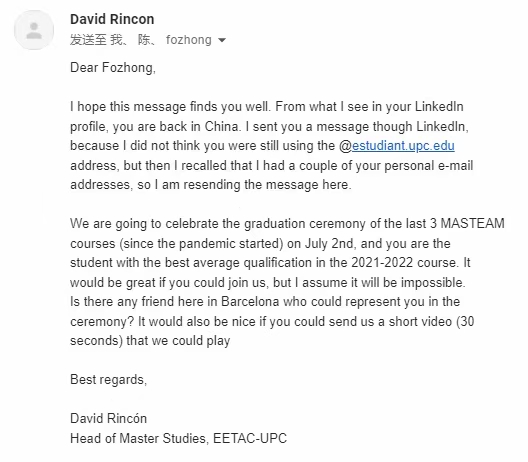 David Rincon
发送至 我、 陈、 fozhong
Dear Fozhong,
I hope this message finds you well. From what I see in your LinkedIn
profile, you are back in China. I sent you a message though LinkedIn,
because I did not think you were still using the @estudiant.upc.edu
address, but then I recalled that I had a couple of your personal e-mail
addresses, so I am resending the message here.
We are going to celebrate the graduation ceremony of the last 3 MASTEAM
courses (since the pandemic started) on July 2nd, and you are the
student with the best average qualification in the 2021-2022 course. It
would be great if you could join us, but I assume it will be impossible.
Is there any friend here in Barcelona who could represent you in the
ceremony? It would also be nice if you could send us a short video (30
seconds) that we could play
Best regards,
David Rincón
Head of Master Studies, EETAC-UPC